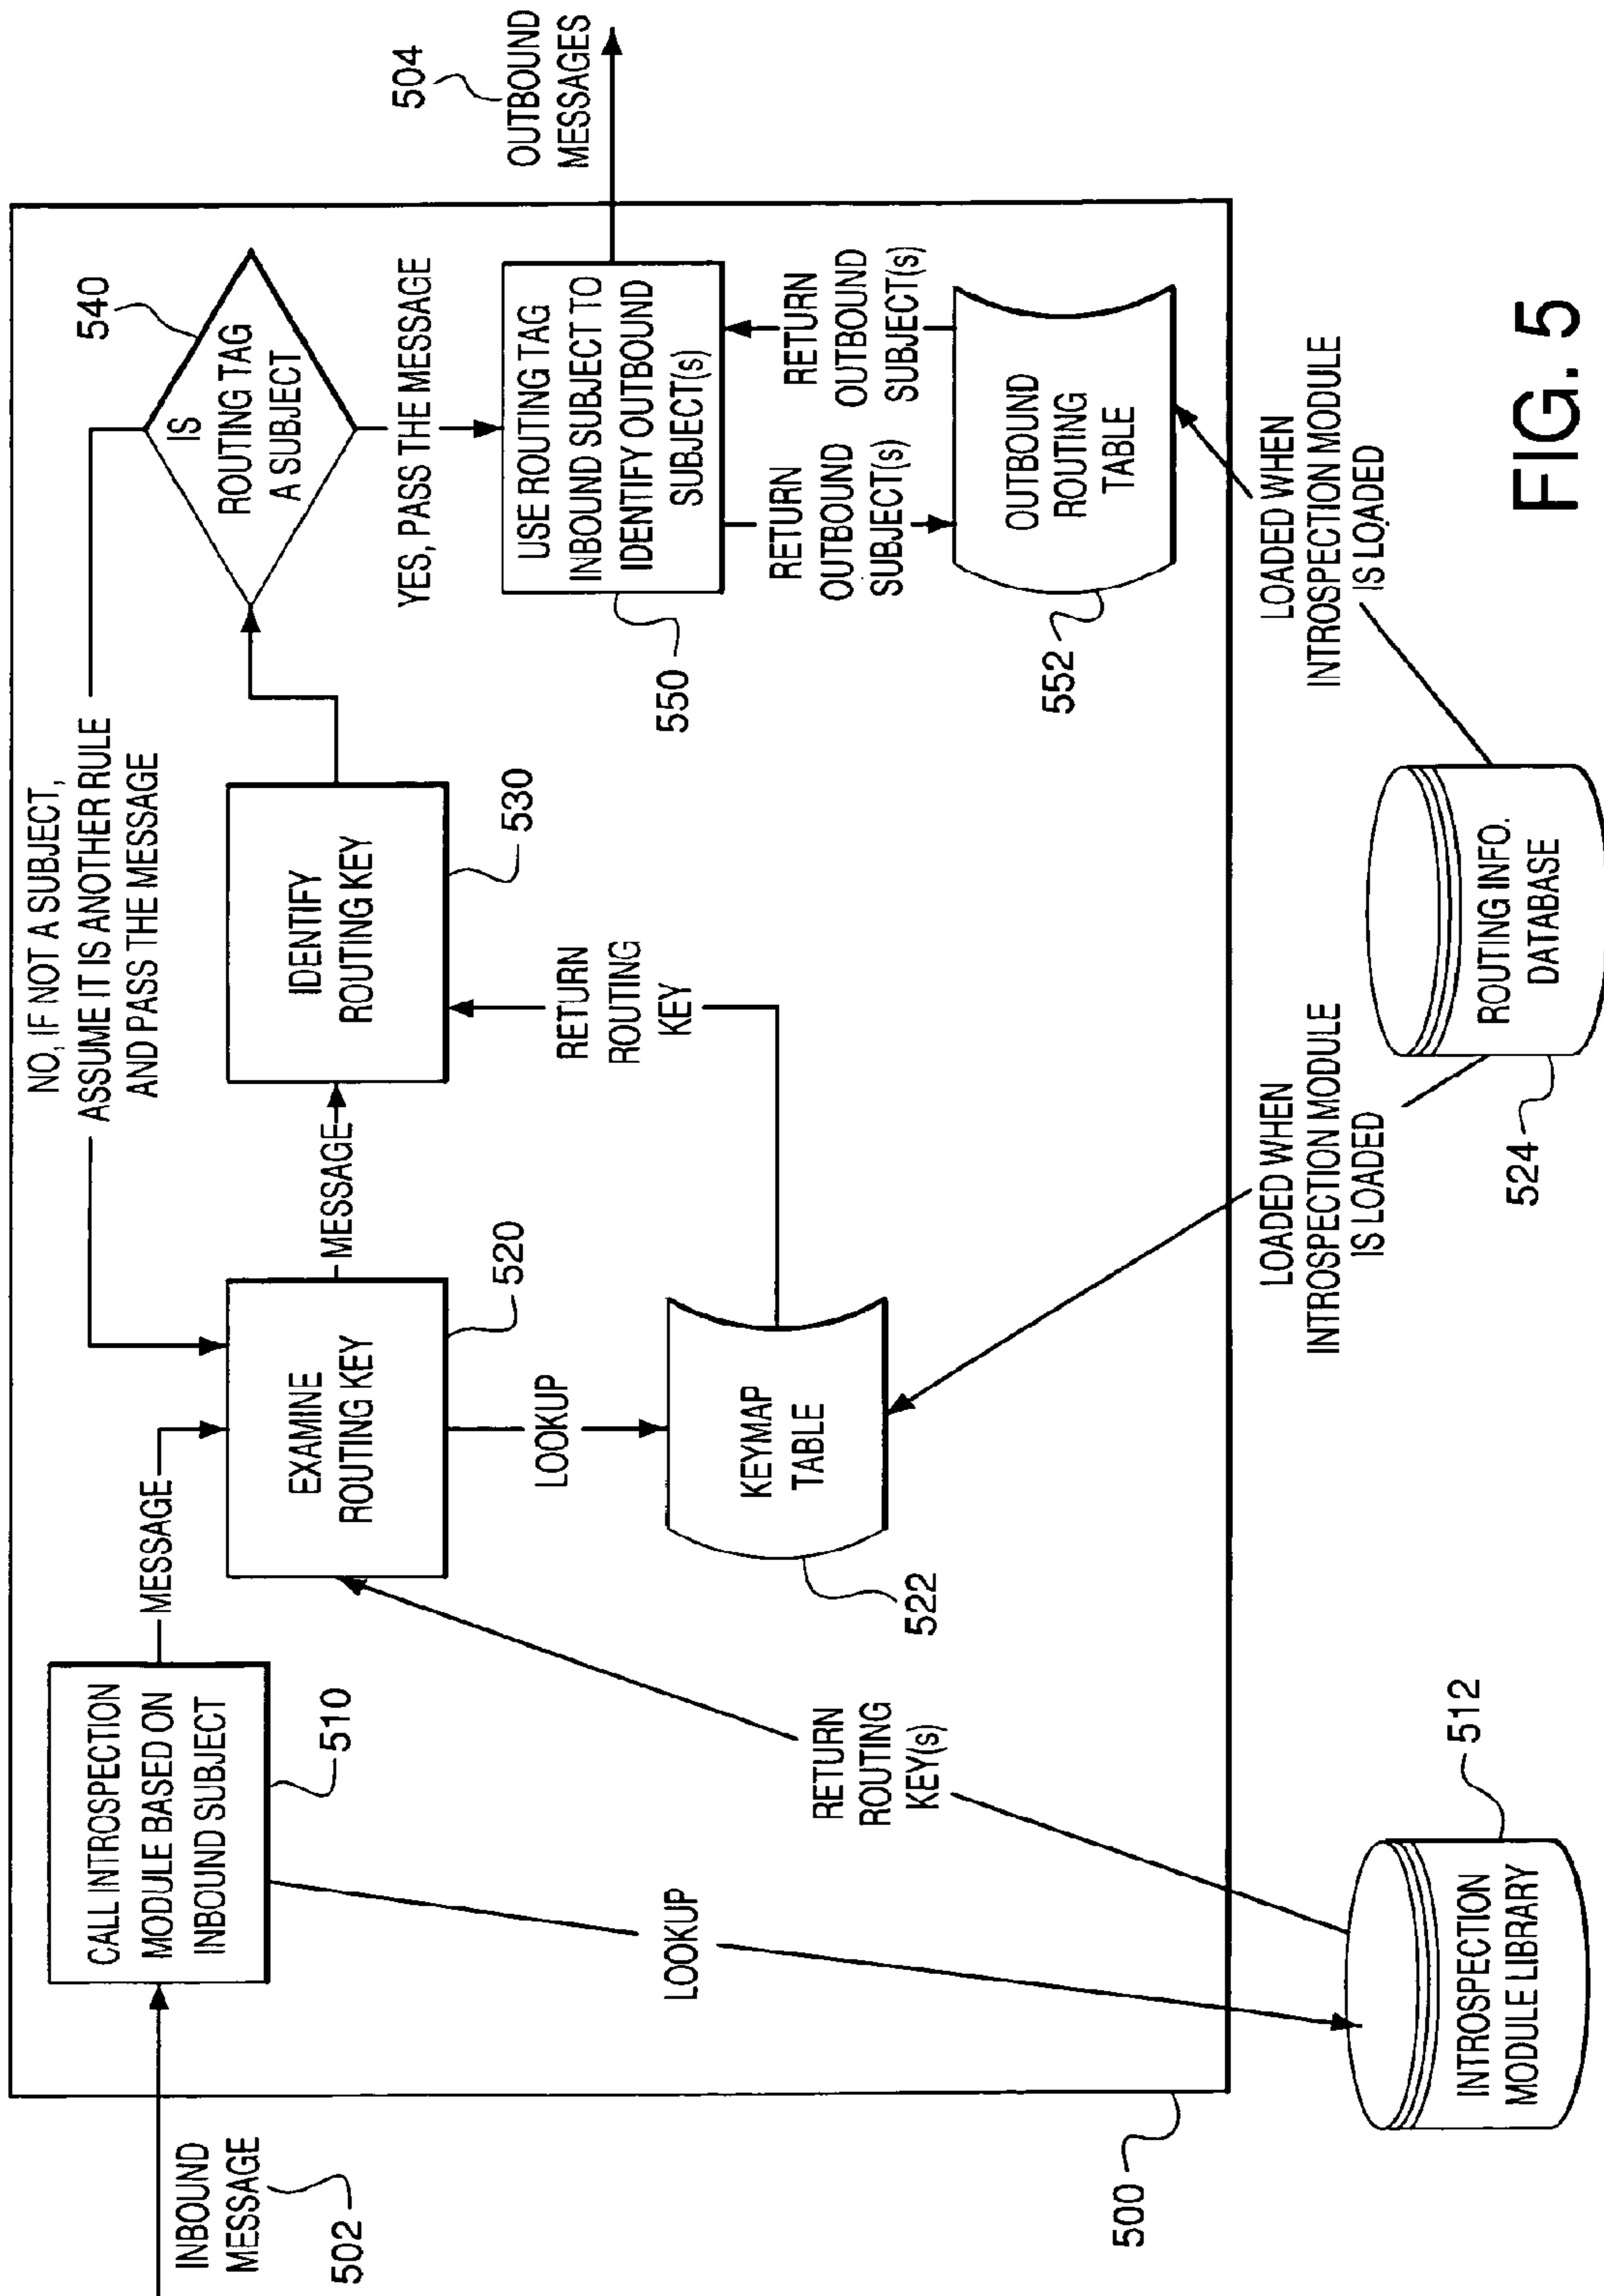 INBOUND
MESSAGE
502
CALL INTROSPECTION
MODULE BASED ON
INBOUND SUBJECT
510
MESSAGE
LOOKUP
RETURN
ROUTING
KEY(s)
INTROSPECTION
MODULE LIBRARY
512
500
EXAMINE
ROUTING KEY
520
LOOKUP
KEYMAP
TABLE
522
MESSAGE
NO, IF NOT A SUBJECT,
ASSUME IT IS ANOTHER RULE
AND PASS THE MESSAGE
IDENTIFY
ROUTING KEY
530
RETURN
ROUTING
KEY
LOADED WHEN
INTROSPECTION MODULE
IS LOADED
ROUTING INFO.
DATABASE
524
IS
ROUTING TAG
A SUBJECT
540
YES, PASS THE MESSAGE
USE ROUTING TAG
INBOUND SUBJECT TO
IDENTIFY OUTBOUND
SUBJECT(s)
550
RETURN
OUTBOUND
SUBJECT(s)
RETURN
OUTBOUND
SUBJECT(s)
OUTBOUND
ROUTING
TABLE
552
LOADED WHEN
INTROSPECTION MODULE
IS LOADED
504
OUTBOUND
MESSAGES
FIG. 5